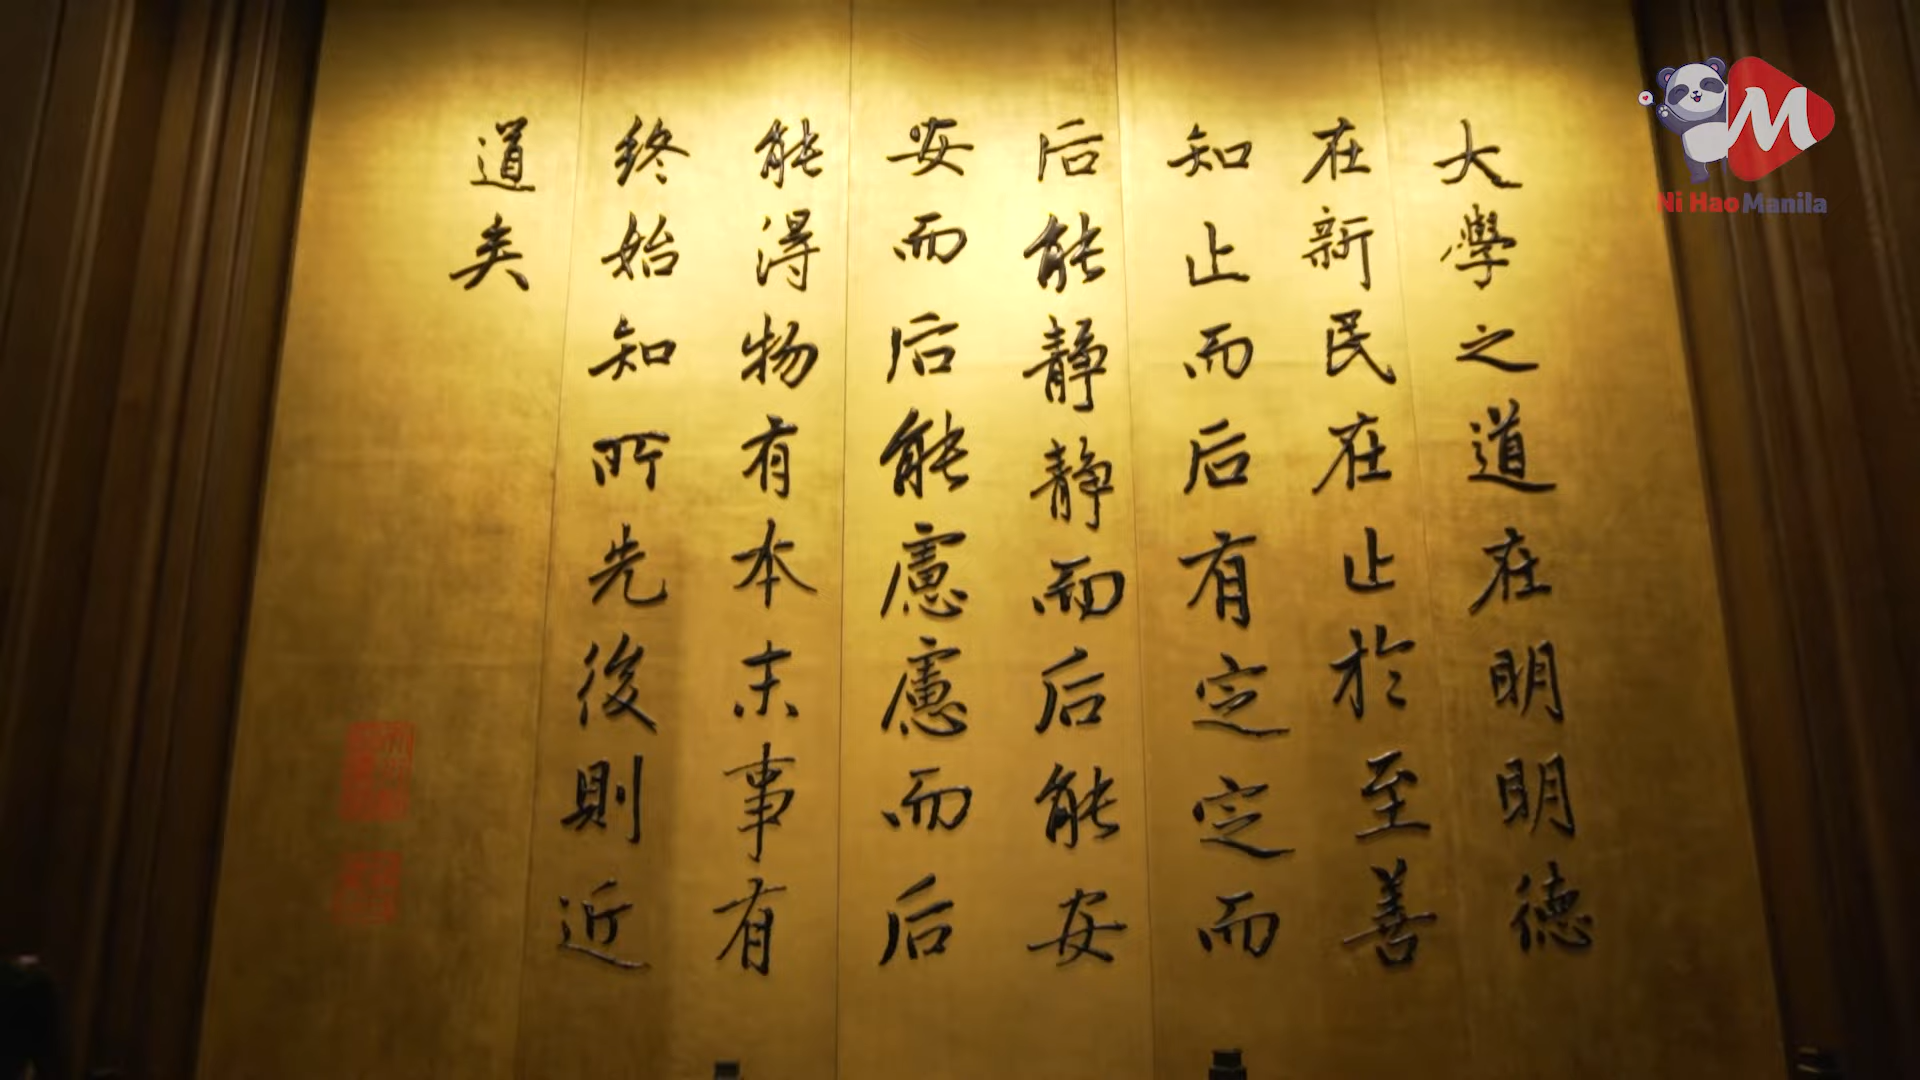 大學之道在明明德
在新民在止於至善
知止而后有定定而
后能靜靜而后能安
安而后能慮慮而后
能得物有本末事有
終始知所先後則近
道矣
Ni Hao Manila